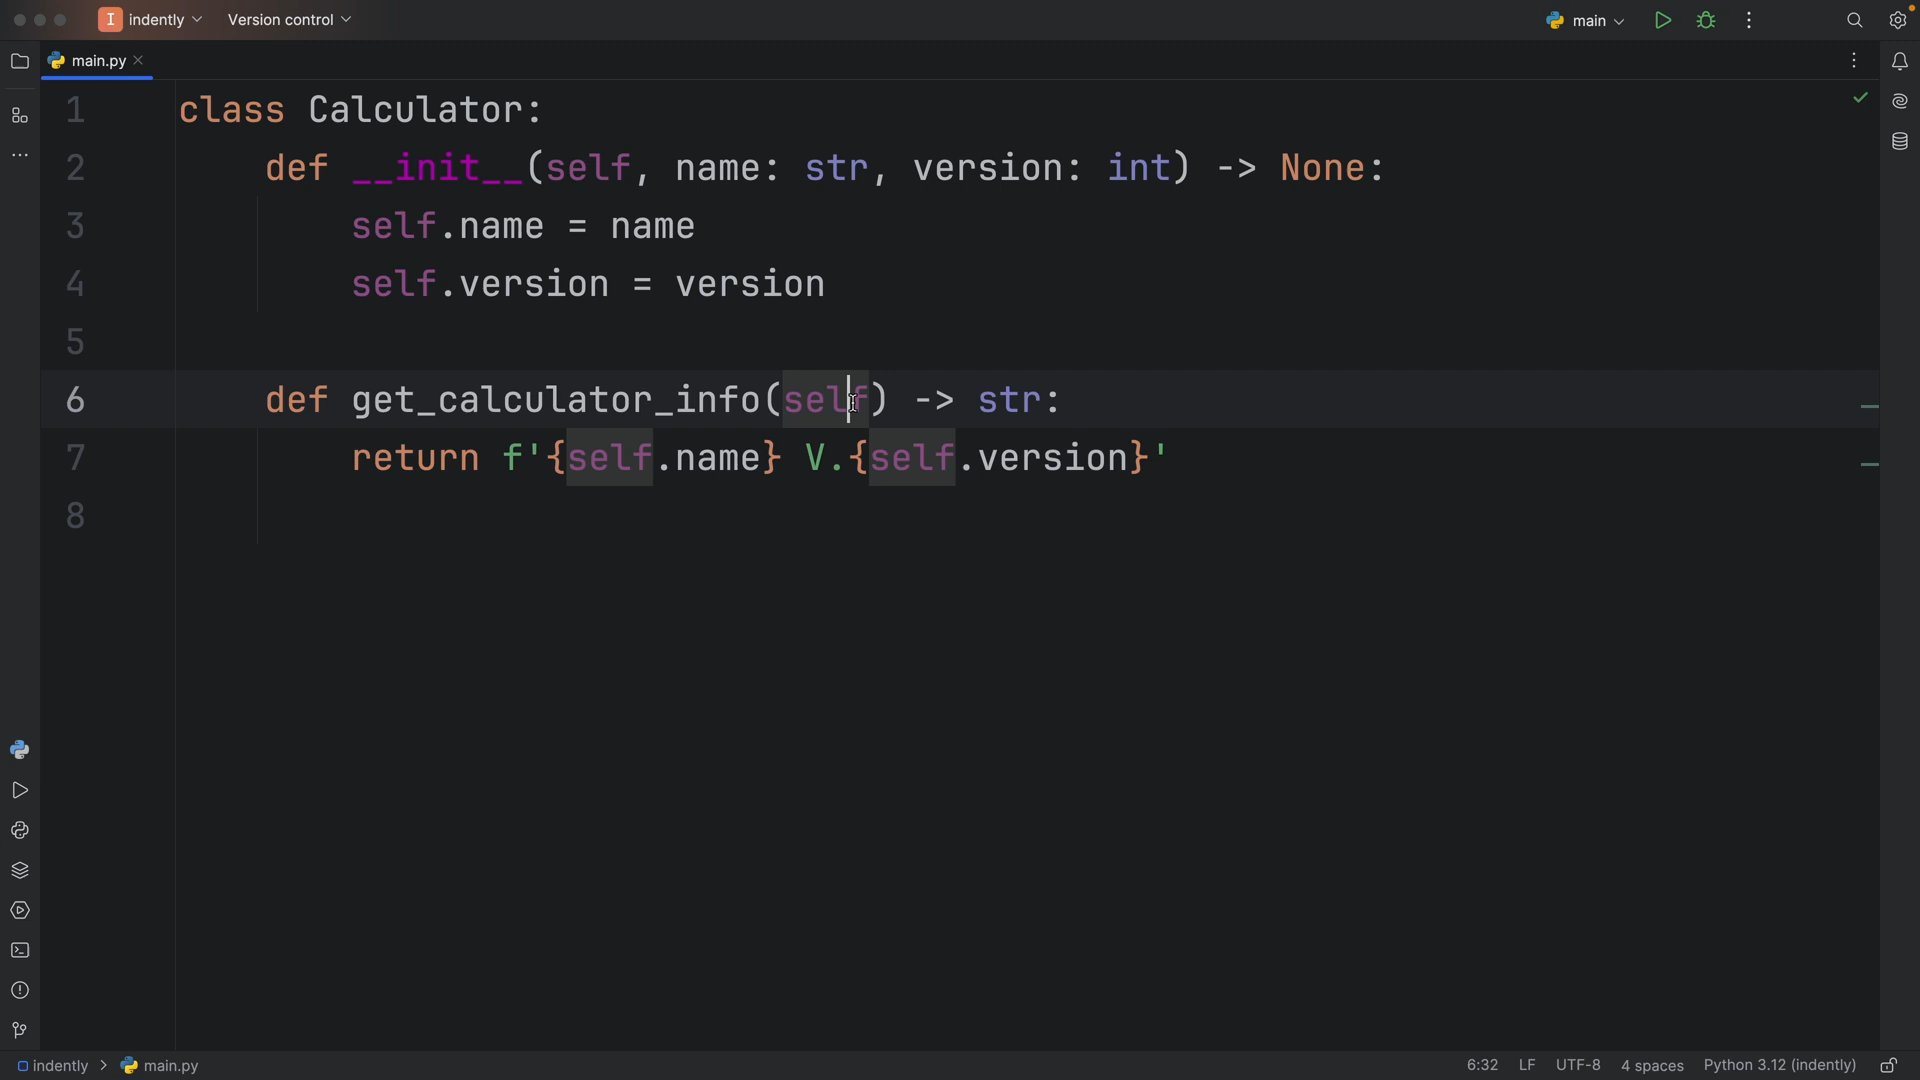 I indently Version control main
main.py
1 class Calculator:
2 def __init__(self, name: str, version: int) -> None:
3 self.name = name
4 self.version = version
5
6 def get_calculator_info(self) -> str:
7 return f'{self.name} V.{self.version}'
8
indently > main.py 6:32 LF UTF-8 4 spaces Python 3.12 (indently)